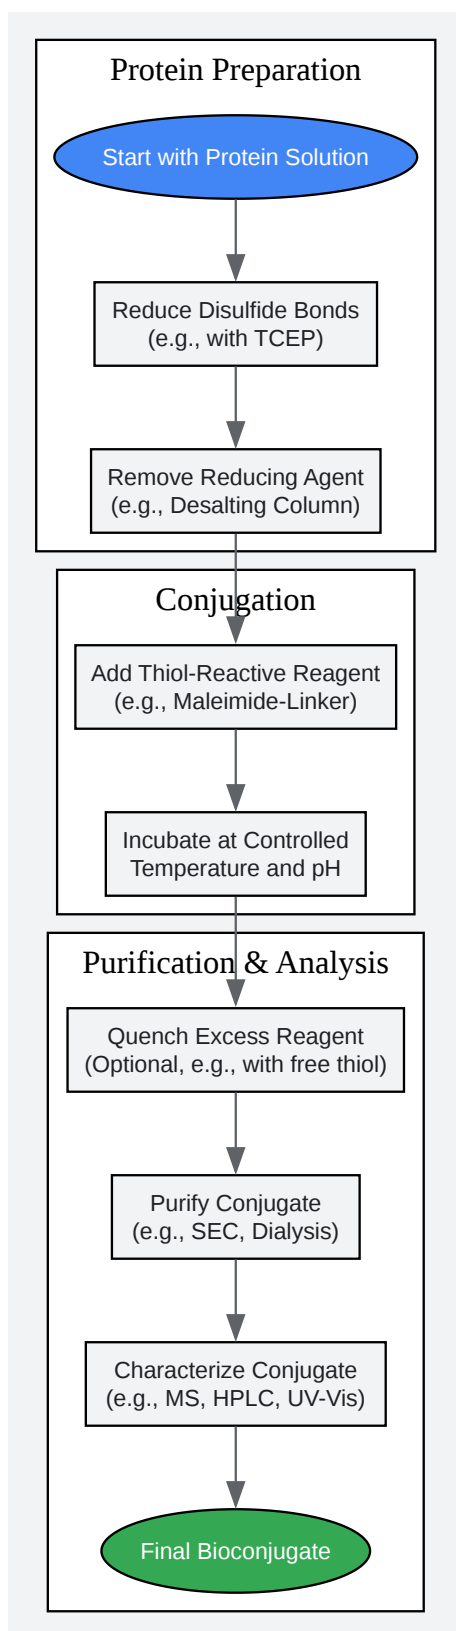 Protein Preparation
Start with Protein Solution
Reduce Disulfide Bonds
(e.g., with TCEP)
Remove Reducing Agent
(e.g., Desalting Column)
Conjugation
Add Thiol-Reactive Reagent
(e.g., Maleimide-Linker)
Incubate at Controlled
Temperature and pH
Purification & Analysis
Quench Excess Reagent
(Optional, e.g., with free thiol)
Purify Conjugate
(e.g., SEC, Dialysis)
Characterize Conjugate
(e.g., MS, HPLC, UV-Vis)
Final Bioconjugate